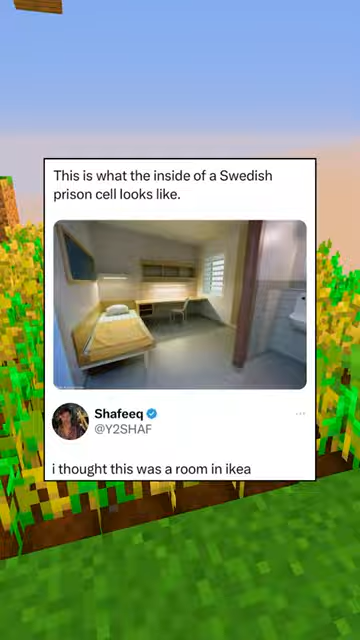 This is what the inside of a Swedish
prison cell looks like.
Shafeeq
@Y2SHAF
i thought this was a room in ikea